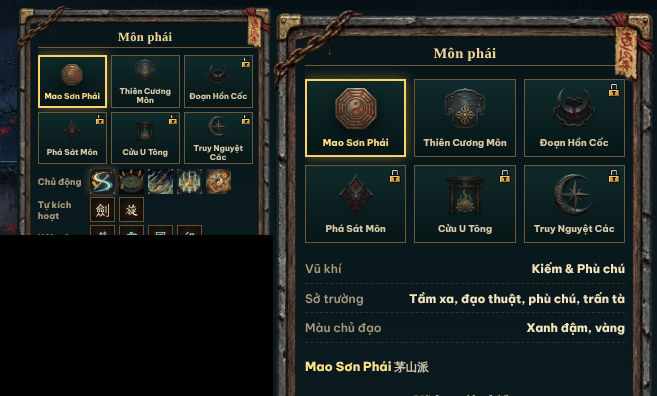 Môn phái
Mao Sơn Phái
Thiên Cương
Môn
Đoạn Hồn Cốc
Phá Sát Môn
Cửu U Tông
Truy Nguyệt
Các
Chủ động
Tự kích
hoạt
劍 旋
Môn phái
Mao Sơn Phái
Thiên Cương Môn
Đoạn Hồn Cốc
Phá Sát Môn
Cửu U Tông
Truy Nguyệt Các
Vũ khí Kiếm & Phù chú
Sở trường Tầm xa, đạo thuật, phù chú, trấn tà
Màu chủ đạo Xanh đậm, vàng
Mao Sơn Phái 茅山派